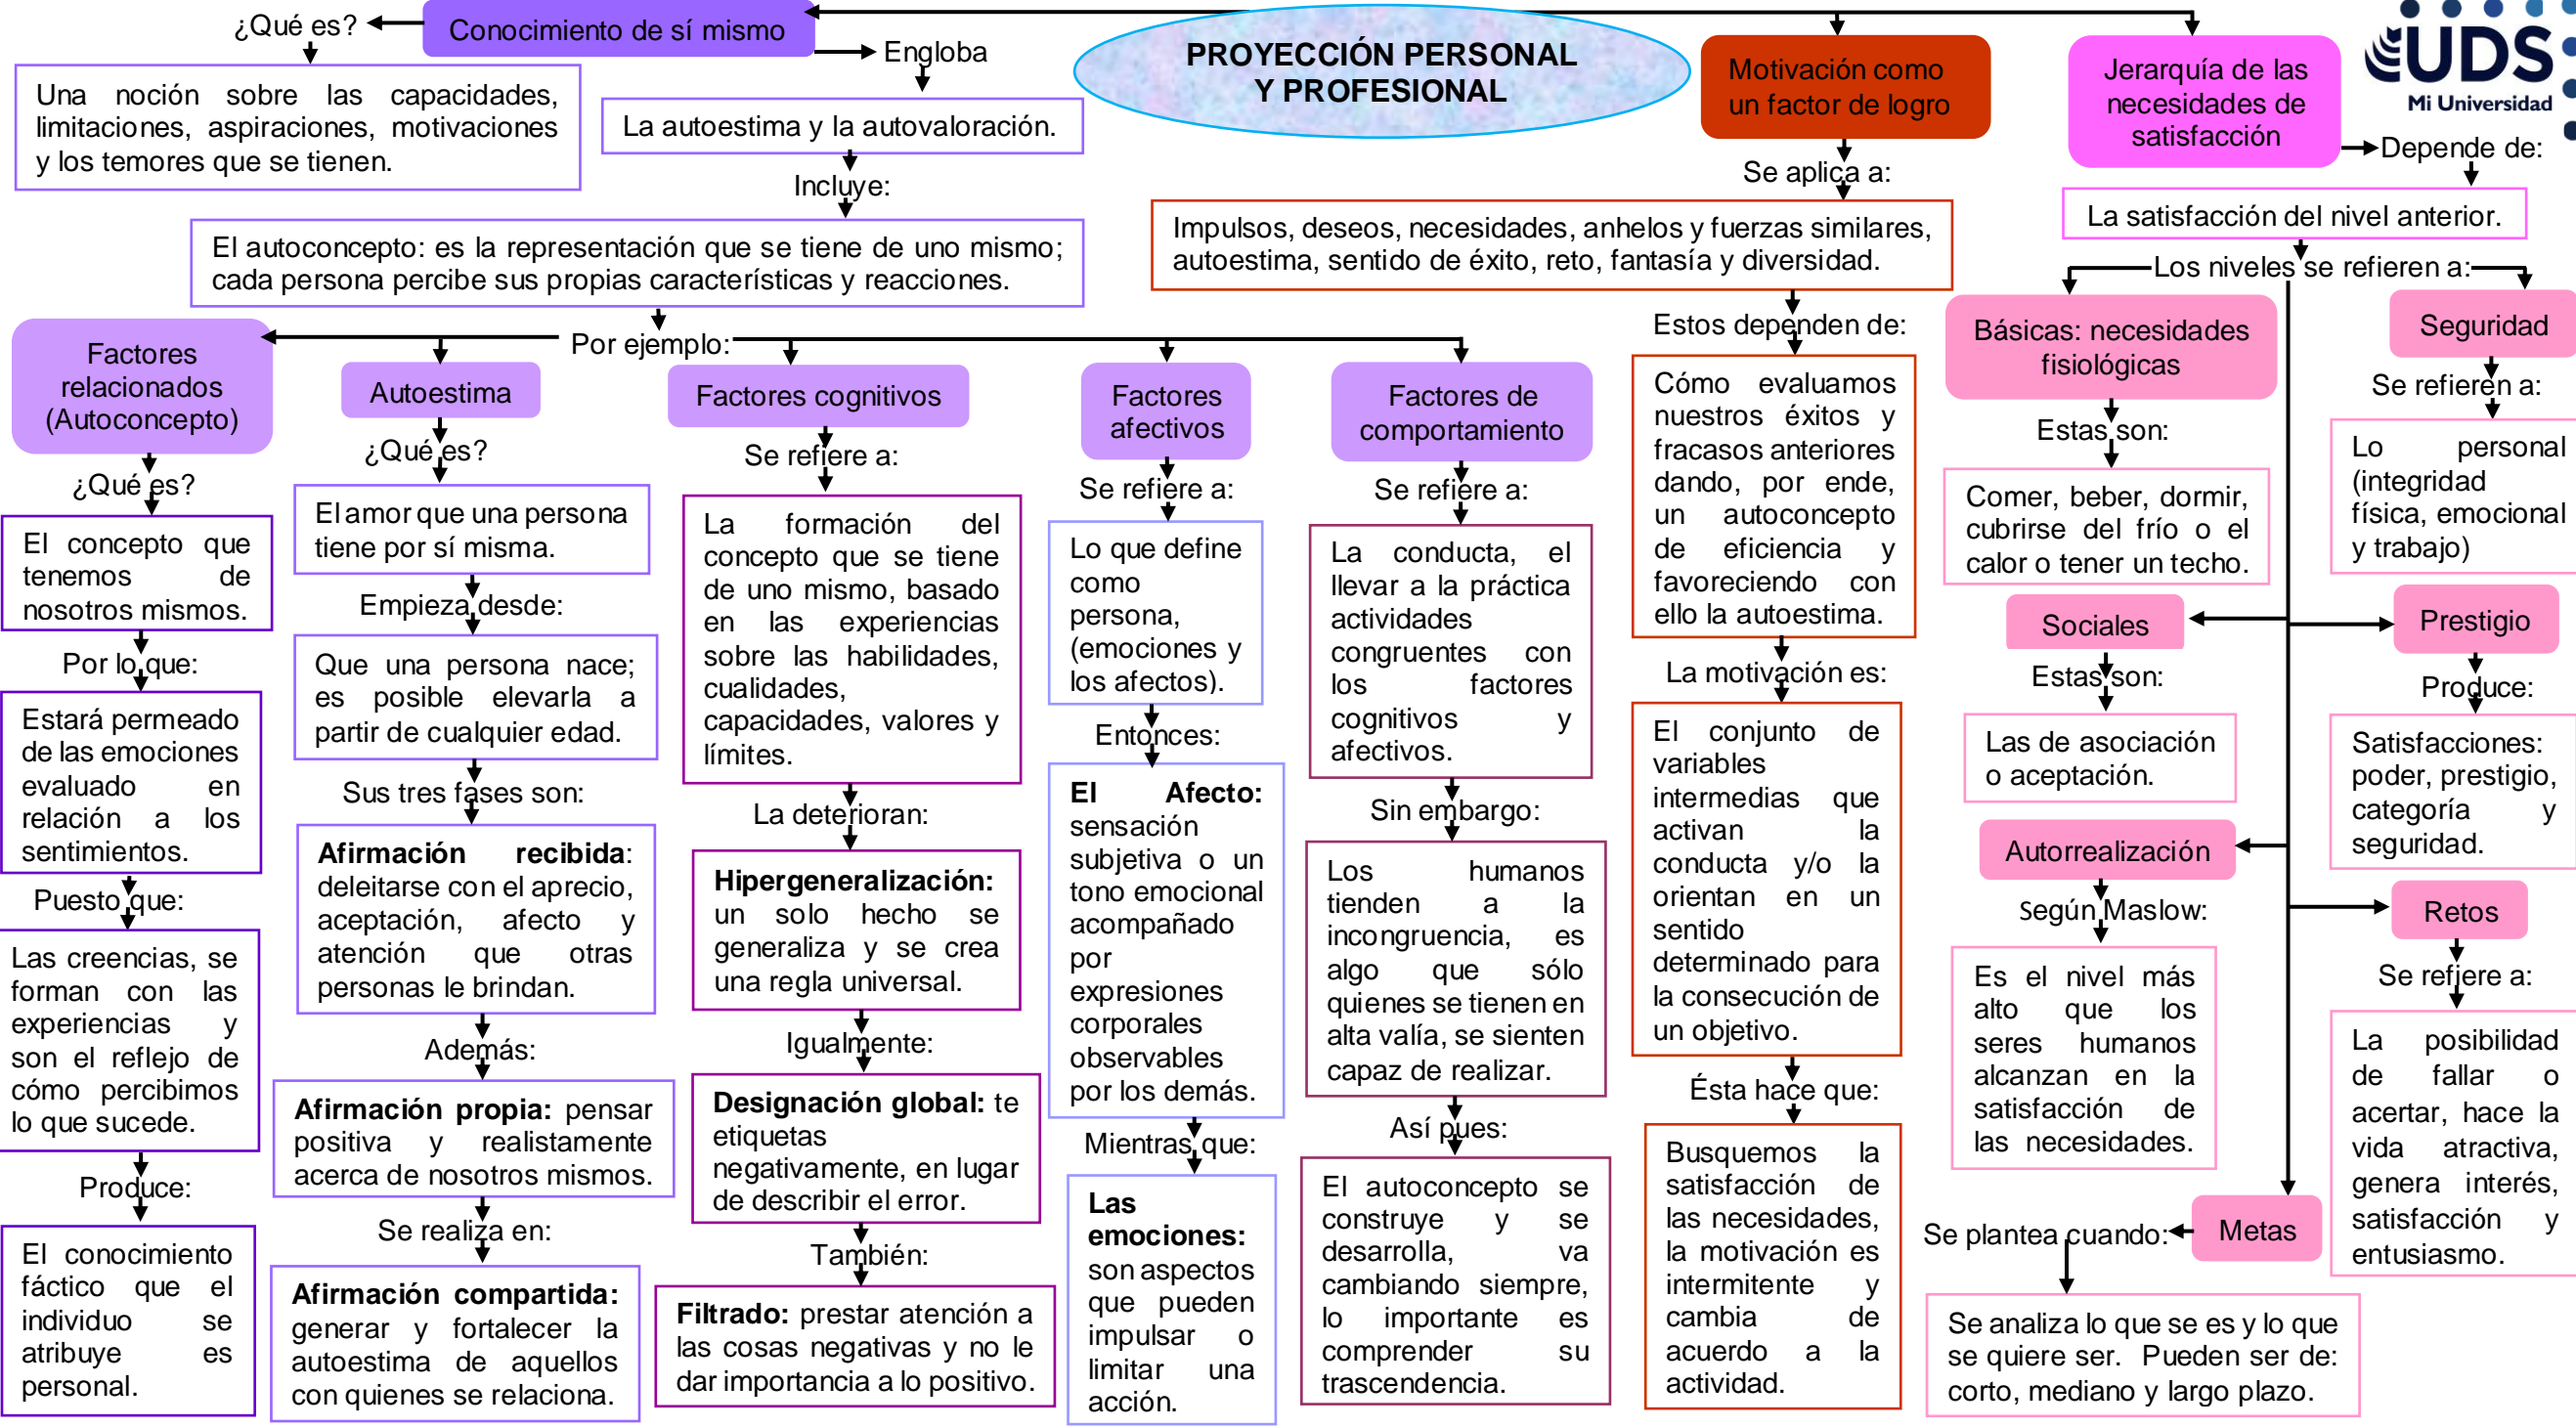 PROYECCIÓN PERSONAL
Y PROFESIONAL
UDS
Mi Universidad
Conocimiento de sí mismo
¿Qué es?
Una noción sobre las capacidades,
limitaciones, aspiraciones, motivaciones
y los temores que se tienen.
Engloba
La autoestima y la autovaloración.
Incluye:
El autoconcepto: es la representación que se tiene de uno mismo;
cada persona percibe sus propias características y reacciones.
Por ejemplo:
Factores
relacionados
(Autoconcepto)
¿Qué es?
El concepto que
tenemos de
nosotros mismos.
Por lo que:
Estará permeado
de las emociones
evaluado en
relación a los
sentimientos.
Puesto que:
Las creencias, se
forman con las
experiencias y
son el reflejo de
cómo percibimos
lo que sucede.
Produce:
El conocimiento
fáctico que el
individuo se
atribuye es
personal.
Autoestima
¿Qué es?
El amor que una persona
tiene por sí misma.
Empieza desde:
Que una persona nace;
es posible elevarla a
partir de cualquier edad.
Sus tres fases son:
Afirmación recibida:
deleitarse con el aprecio,
aceptación, afecto y
atención que otras
personas le brindan.
Además:
Afirmación propia: pensar
positiva y realistamente
acerca de nosotros mismos.
Se realiza en:
Afirmación compartida:
generar y fortalecer la
autoestima de aquellos
con quienes se relaciona.
Factores cognitivos
Se refiere a:
La formación del
concepto que se tiene
de uno mismo, basado
en las experiencias
sobre las habilidades,
cualidades,
capacidades, valores y
límites.
La deterioran:
Hipergeneralización:
un solo hecho se
generaliza y se crea
una regla universal.
Igualmente:
Designación global: te
etiquetas
negativamente, en lugar
de describir el error.
También:
Filtrado: prestar atención a
las cosas negativas y no le
dar importancia a lo positivo.
Factores
afectivos
Se refiere a:
Lo que define
como
persona,
(emociones y
los afectos).
Entonces:
El Afecto:
sensación
subjetiva o un
tono emocional
acompañado
por
expresiones
corporales
observables
por los demás.
Mientras que:
Las
emociones:
son aspectos
que pueden
impulsar o
limitar una
acción.
Factores de
comportamiento
Se refiere a:
La conducta, el
llevar a la práctica
actividades
congruentes con
los factores
cognitivos y
afectivos.
Sin embargo:
Los humanos
tienden a la
incongruencia, es
algo que sólo
quienes se tienen en
alta valía, se sienten
capaz de realizar.
Así pues:
El autoconcepto se
construye y se
desarrolla, va
cambiando siempre,
lo importante es
comprender su
trascendencia.
Motivación como
un factor de logro
Se aplica a:
Impulsos, deseos, necesidades, anhelos y fuerzas similares,
autoestima, sentido de éxito, reto, fantasía y diversidad.
Estos dependen de:
Cómo evaluamos
nuestros éxitos y
fracasos anteriores
dando, por ende,
un autoconcepto
de eficiencia y
favoreciendo con
ello la autoestima.
La motivación es:
El conjunto de
variables
intermedias que
activan la
conducta y/o la
orientan en un
sentido
determinado para
la consecución de
un objetivo.
Ésta hace que:
Busquemos la
satisfacción de
las necesidades,
la motivación es
intermitente y
cambia de
acuerdo a la
actividad.
Jerarquía de las
necesidades de
satisfacción
Depende de:
La satisfacción del nivel anterior.
Los niveles se refieren a:
Básicas: necesidades
fisiológicas
Estas son:
Comer, beber, dormir,
cubrirse del frío o el
calor o tener un techo.
Seguridad
Se refieren a:
Lo personal
(integridad
física, emocional
y trabajo)
Sociales
Estas son:
Las de asociación
o aceptación.
Prestigio
Produce:
Satisfacciones:
poder, prestigio,
categoría y
seguridad.
Autorrealización
Según Maslow:
Es el nivel más
alto que los
seres humanos
alcanzan en la
satisfacción de
las necesidades.
Retos
Se refiere a:
La posibilidad
de fallar o
acertar, hace la
vida atractiva,
genera interés,
satisfacción y
entusiasmo.
Metas
Se plantea cuando:
Se analiza lo que se es y lo que
se quiere ser. Pueden ser de:
corto, mediano y largo plazo.